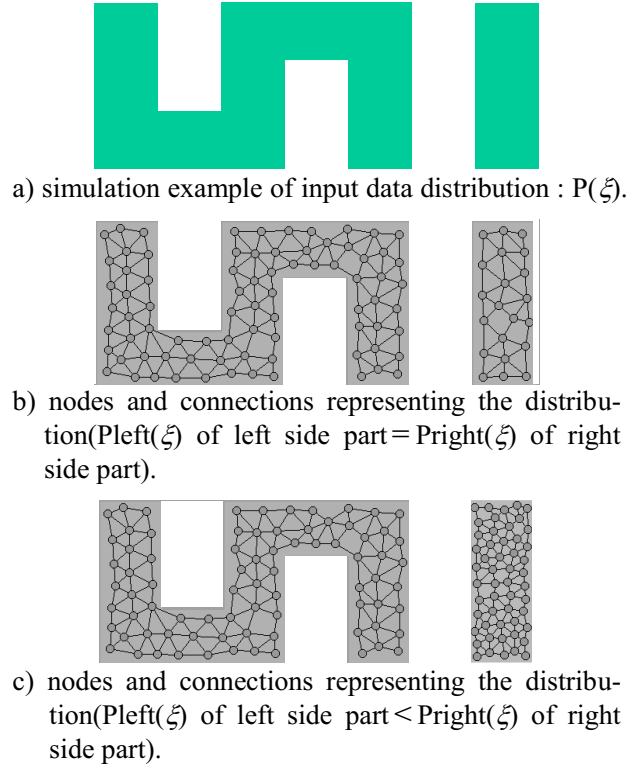 a) simulation example of input data distribution : P(ξ).
b) nodes and connections representing the distribu-
tion(Pleft(ξ) of left side part＝Pright(ξ) of right
side part).
c) nodes and connections representing the distribu-
tion(Pleft(ξ) of left side part＜Pright(ξ) of right
side part).